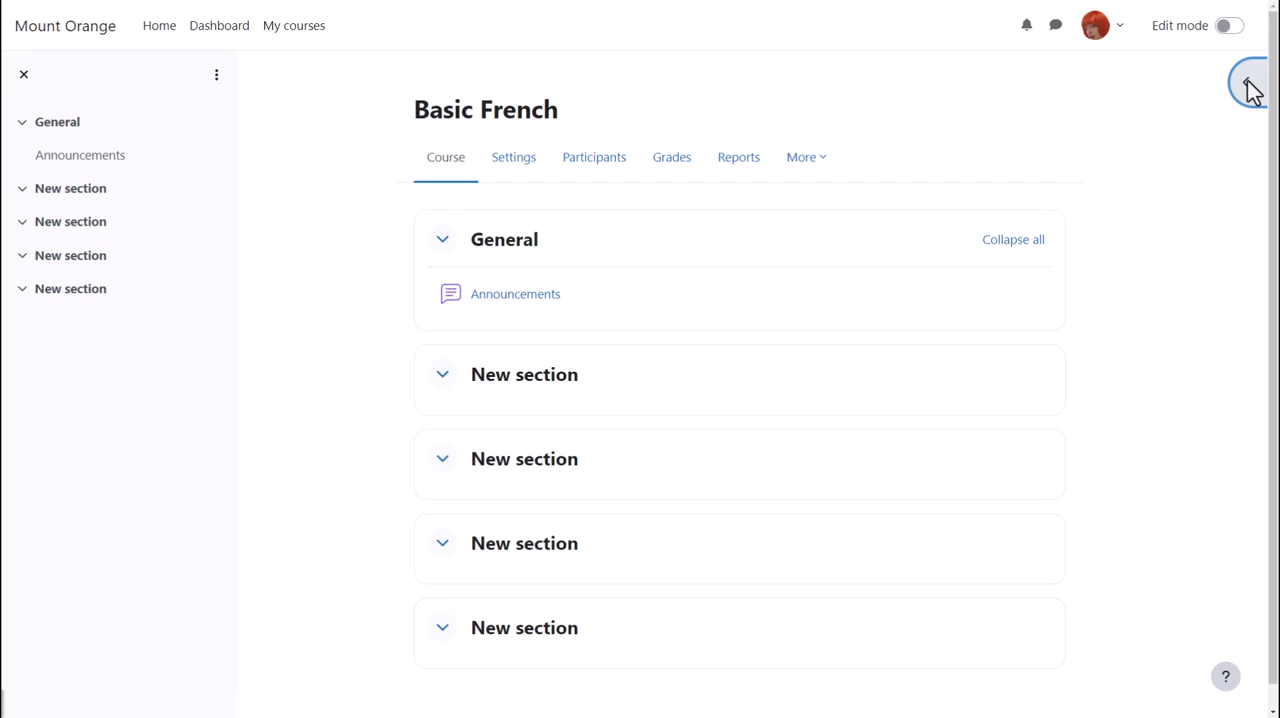 Mount Orange Home Dashboard My courses Edit mode
General
Announcements
New section
New section
New section
New section
Basic French
Course Settings Participants Grades Reports More
General Collapse all
Announcements
New section
New section
New section
New section
?